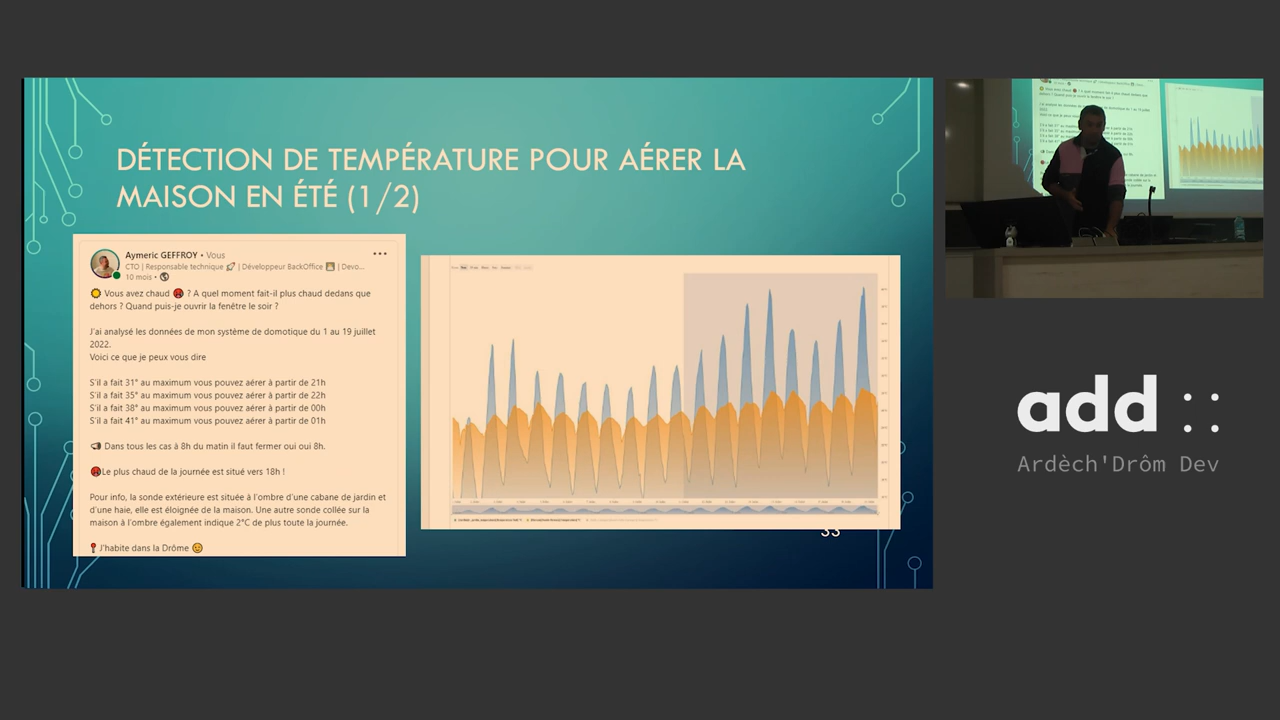 DÉTECTION DE TEMPÉRATURE POUR AÉRER LA
MAISON EN ÉTÉ (1/2)
Aymeric GEFFROY • Vous
CTO | Responsable technique 🚀 | Développeur BackOffice | Devo...
10 mois •
🌞 Vous avez chaud 🥵 ? A quel moment fait-il plus chaud dedans que
dehors ? Quand puis-je ouvrir la fenêtre le soir ?
J'ai analysé les données de mon système de domotique du 1 au 19 juillet
2022.
Voici ce que je peux vous dire
S'il a fait 31° au maximum vous pouvez aérer à partir de 21h
S'il a fait 35° au maximum vous pouvez aérer à partir de 22h
S'il a fait 38° au maximum vous pouvez aérer à partir de 00h
S'il a fait 41° au maximum vous pouvez aérer à partir de 01h
📢 Dans tous les cas à 8h du matin il faut fermer oui oui 8h.
🥵Le plus chaud de la journée est situé vers 18h !
Pour info, la sonde extérieure est située à l'ombre d'une cabane de jardin et
d'une haie, elle est éloignée de la maison. Une autre sonde collée sur la
maison à l'ombre également indique 2°C de plus toute la journée.
📍 J'habite dans la Drôme 😊
33
add ::
Ardèch'Drôm Dev